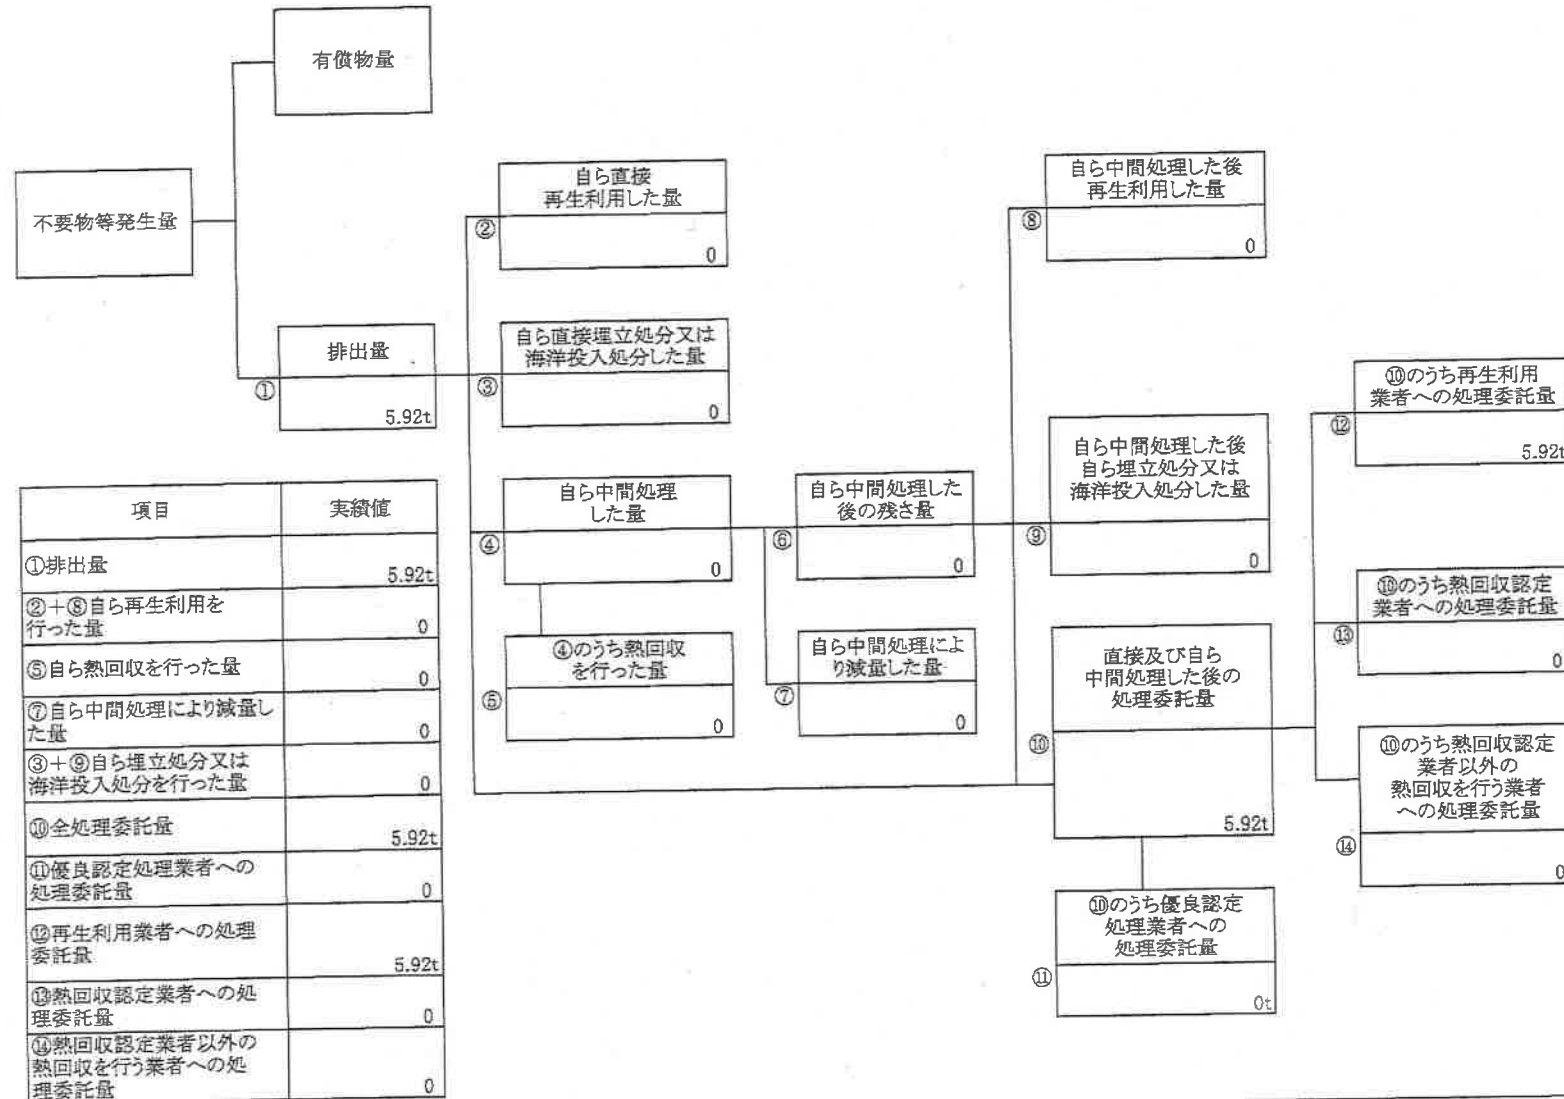 有償物量
不要物等発生量
排出量
①
5.92t
自ら直接
再生利用した量
②
0
自ら直接埋立処分又は
海洋投入処分した量
③
0
自ら中間処理
した量
④
0
④のうち熱回収
を行った量
⑤
0
自ら中間処理した
後の残さ量
⑥
0
自ら中間処理によ
り減量した量
⑦
0
自ら中間処理した後
再生利用した量
⑧
0
自ら中間処理した後
自ら埋立処分又は
海洋投入処分した量
⑨
0
直接及び自ら
中間処理した後の
処理委託量
⑩
5.92t
⑩のうち優良認定
処理業者への
処理委託量
⑪
0t
⑩のうち再生利用
業者への処理委託量
⑫
5.92t
⑩のうち熱回収認定
業者への処理委託量
⑬
0
⑩のうち熱回収認定
業者以外の
熱回収を行う業者
への処理委託量
⑭
0
項目 実績値
①排出量 5.92t
②+⑧自ら再生利用を
行った量 0
⑤自ら熱回収を行った量 0
⑦自ら中間処理により減量し
た量 0
③+⑨自ら埋立処分又は
海洋投入処分を行った量 0
⑩全処理委託量 5.92t
⑪優良認定処理業者への
処理委託量 0
⑫再生利用業者への処理
委託量 5.92t
⑬熱回収認定業者への処
理委託量 0
⑭熱回収認定業者以外の
熱回収を行う業者への処
理委託量 0